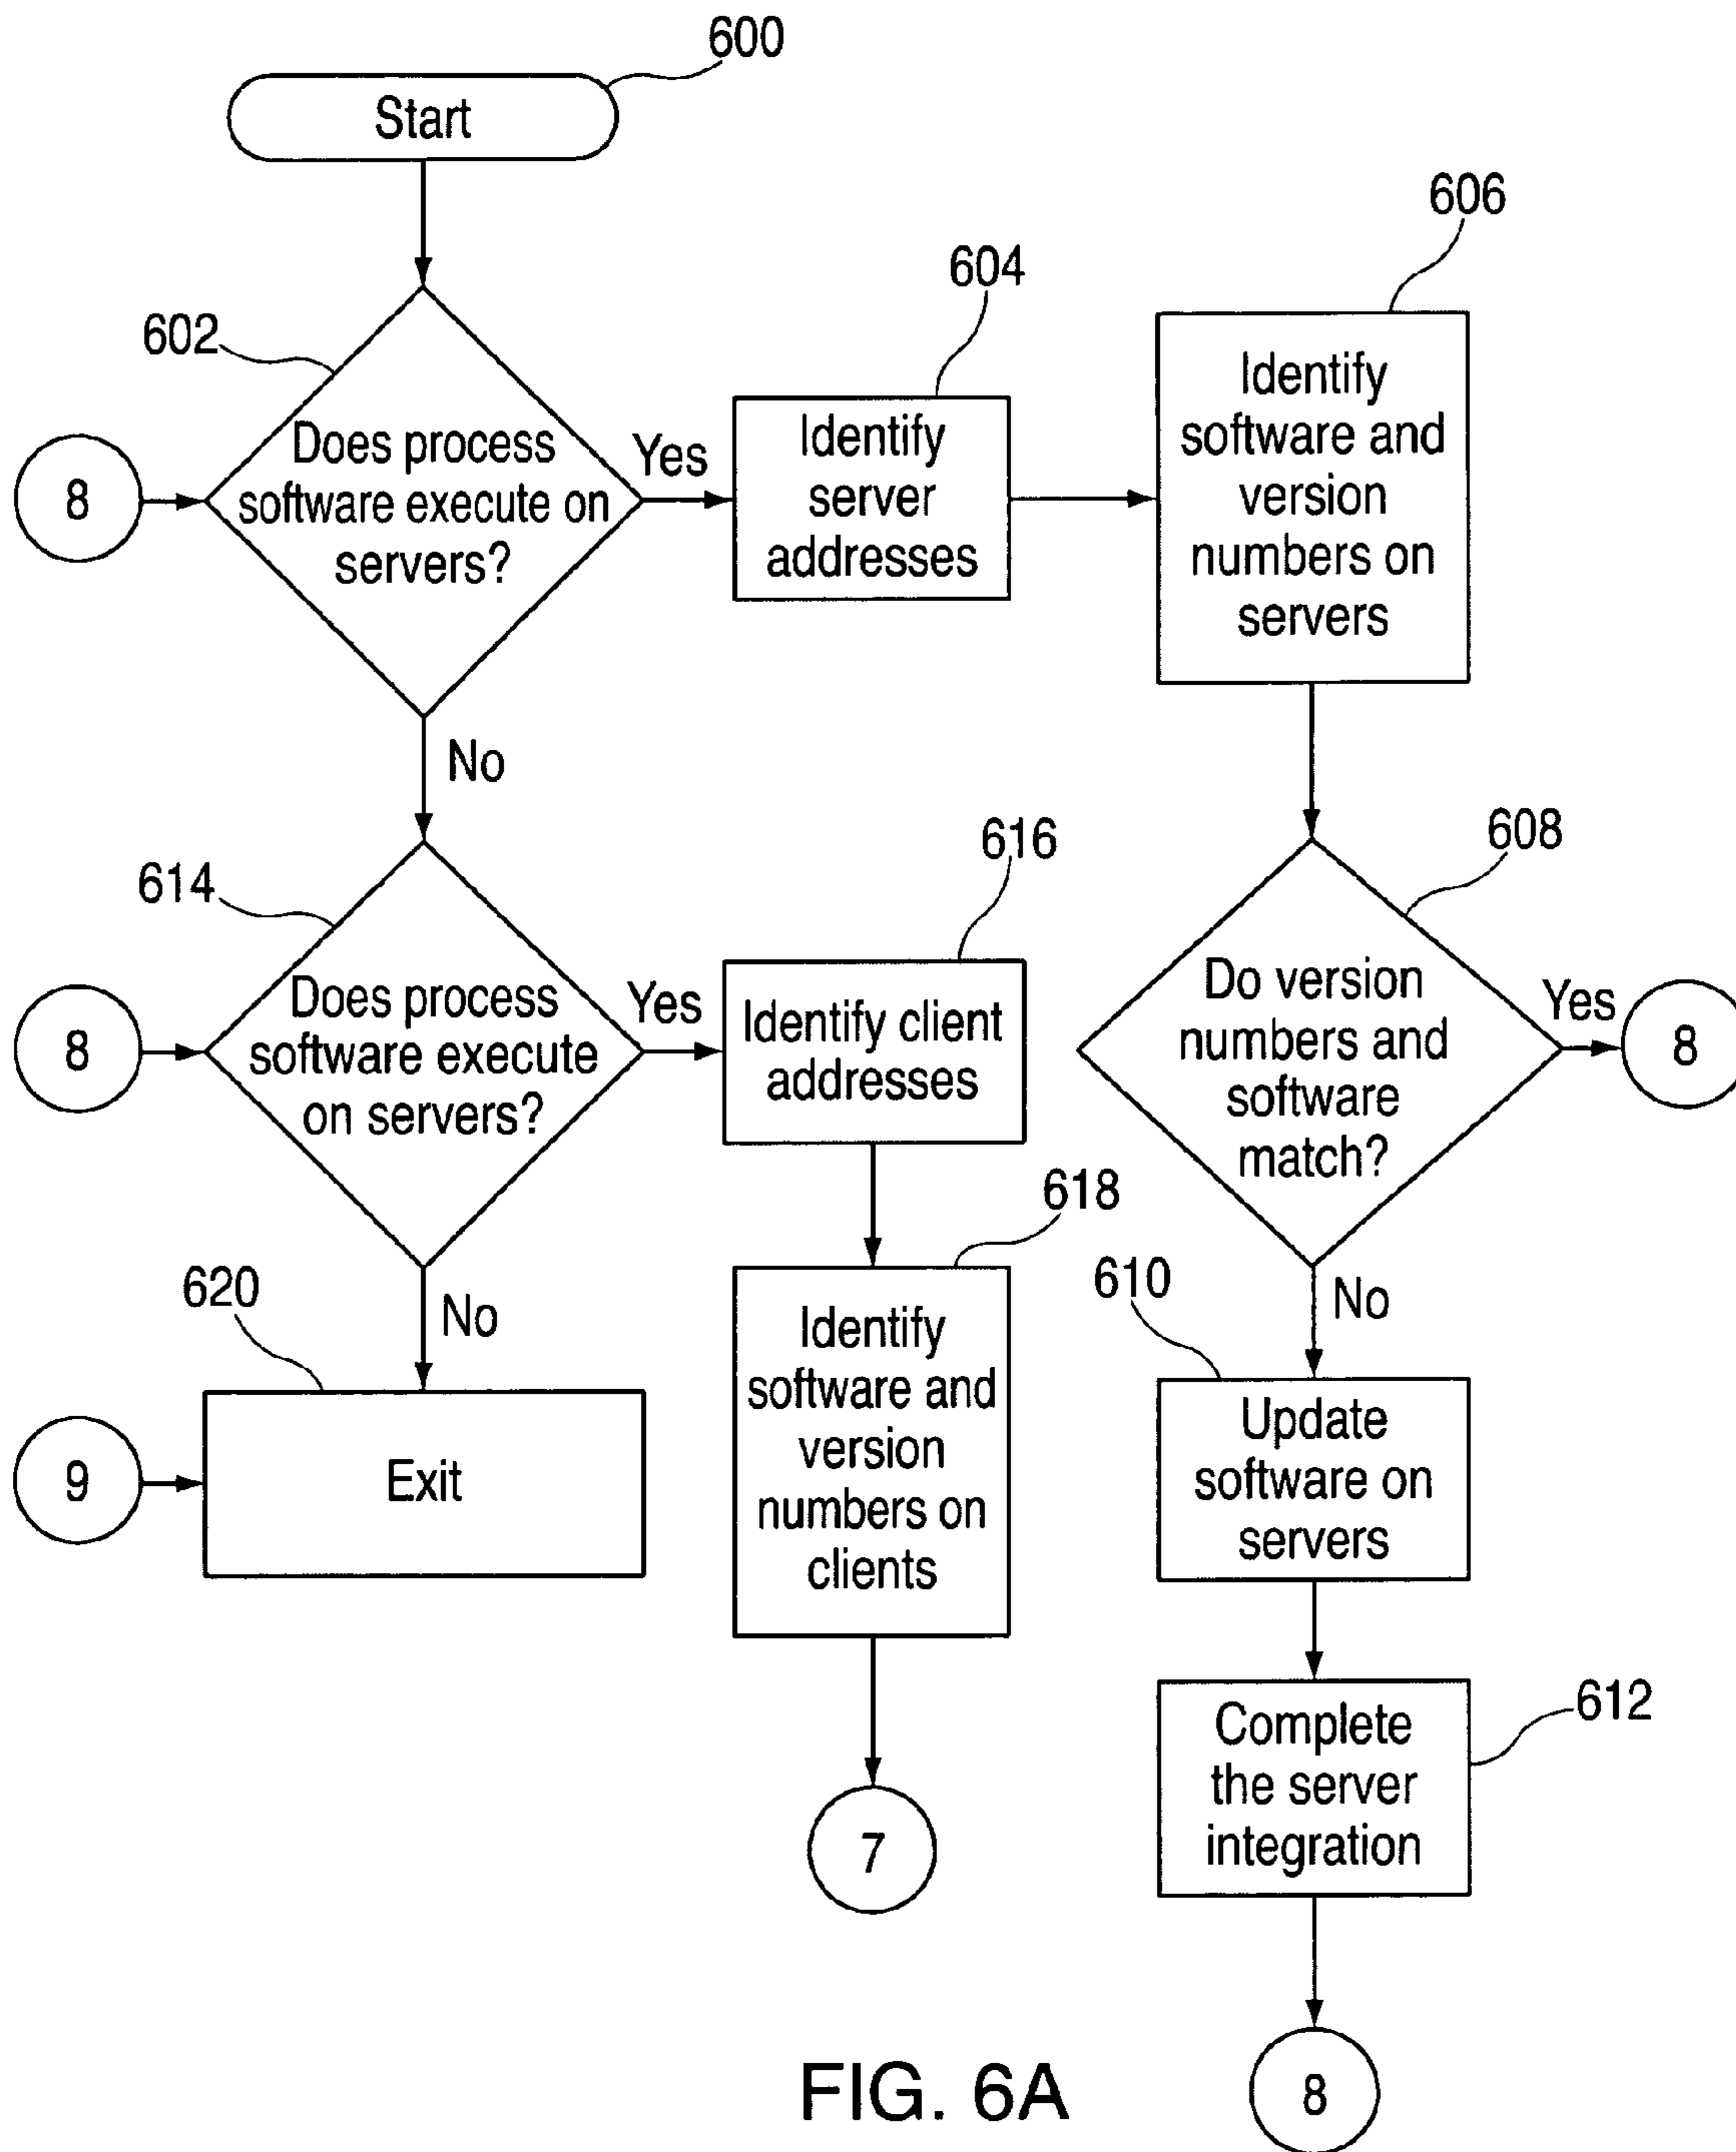 600
Start
602
8
Does process
software execute on
servers?
Yes
604
Identify
server
addresses
606
Identify
software and
version
numbers on
servers
No
614
8
Does process
software execute
on servers?
Yes
616
Identify client
addresses
608
Do version
numbers and
software
match?
Yes
8
No
620
9
Exit
618
Identify
software and
version
numbers on
clients
7
No
610
Update
software on
servers
612
Complete
the server
integration
8
FIG. 6A